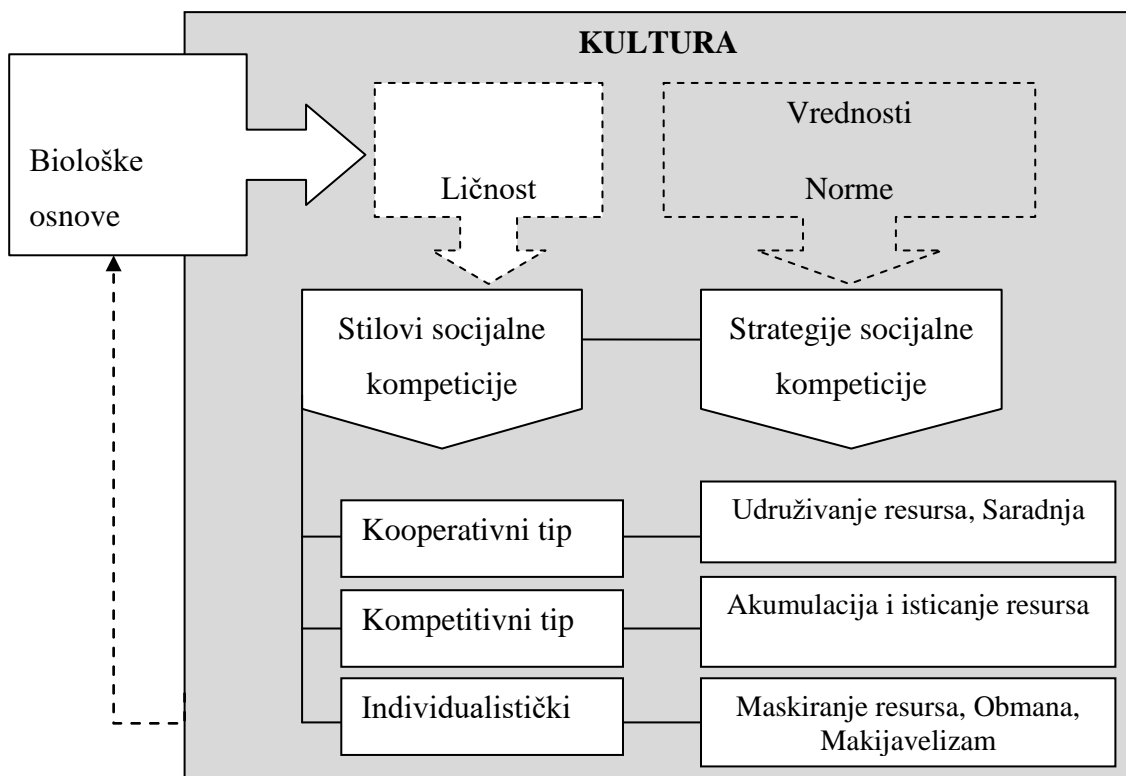 KULTURA
Biološke
osnove
Ličnost
Vrednosti
Norme
Stilovi socijalne
kompeticije
Strategije socijalne
kompeticije
Kooperativni tip
Udruživanje resursa, Saradnja
Kompetitivni tip
Akumulacija i isticanje resursa
Individualistički
Maskiranje resursa, Obmana,
Makijavelizam